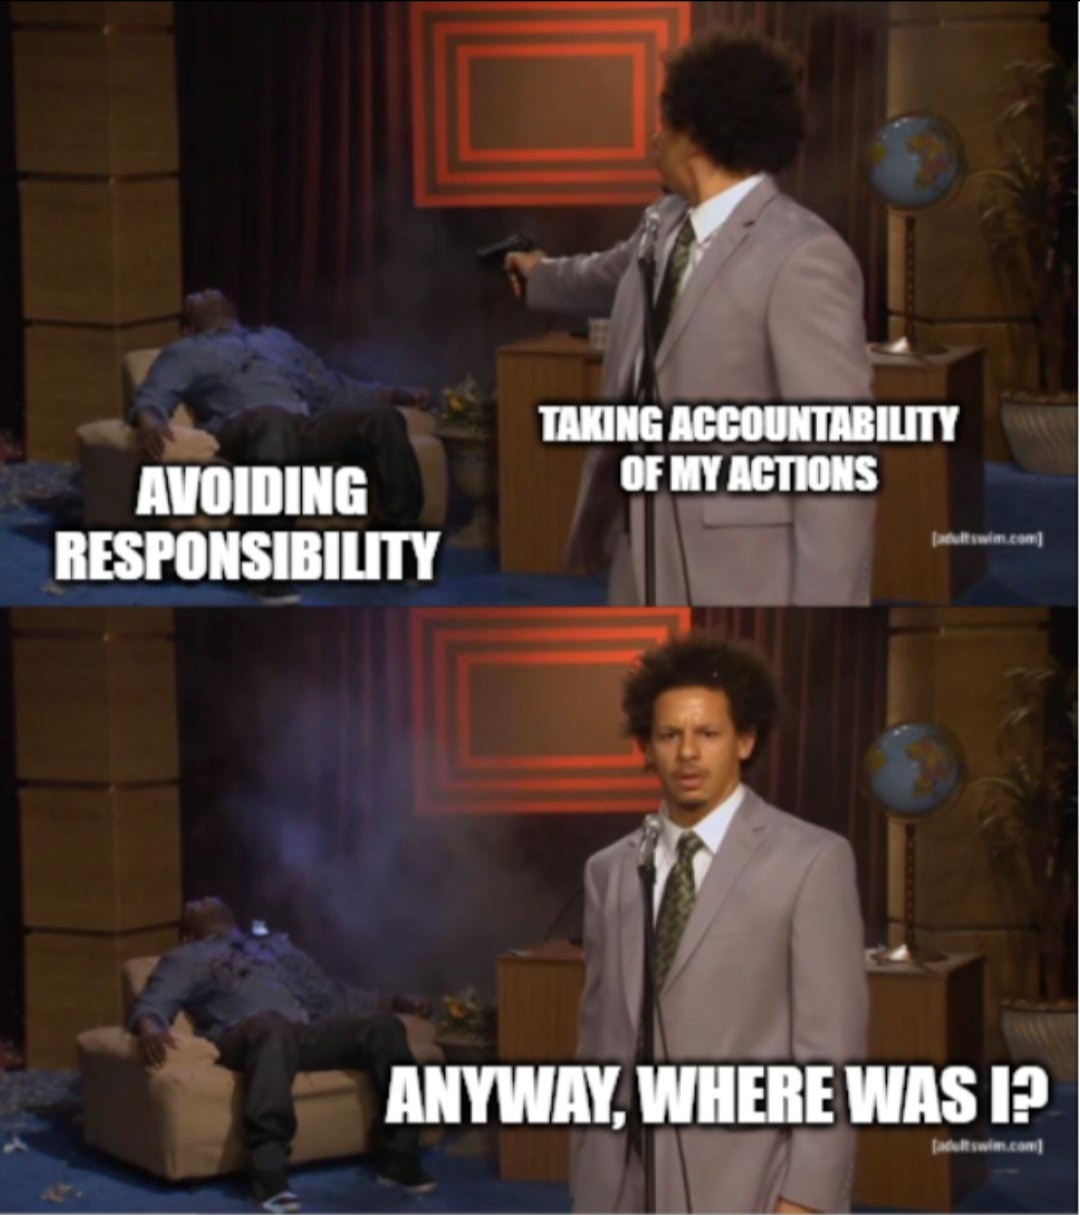 TAKING ACCOUNTABILITY
OF MY ACTIONS
AVOIDING
RESPONSIBILITY
[adultswim.com]
ANYWAY, WHERE WAS I?
[adultswim.com]